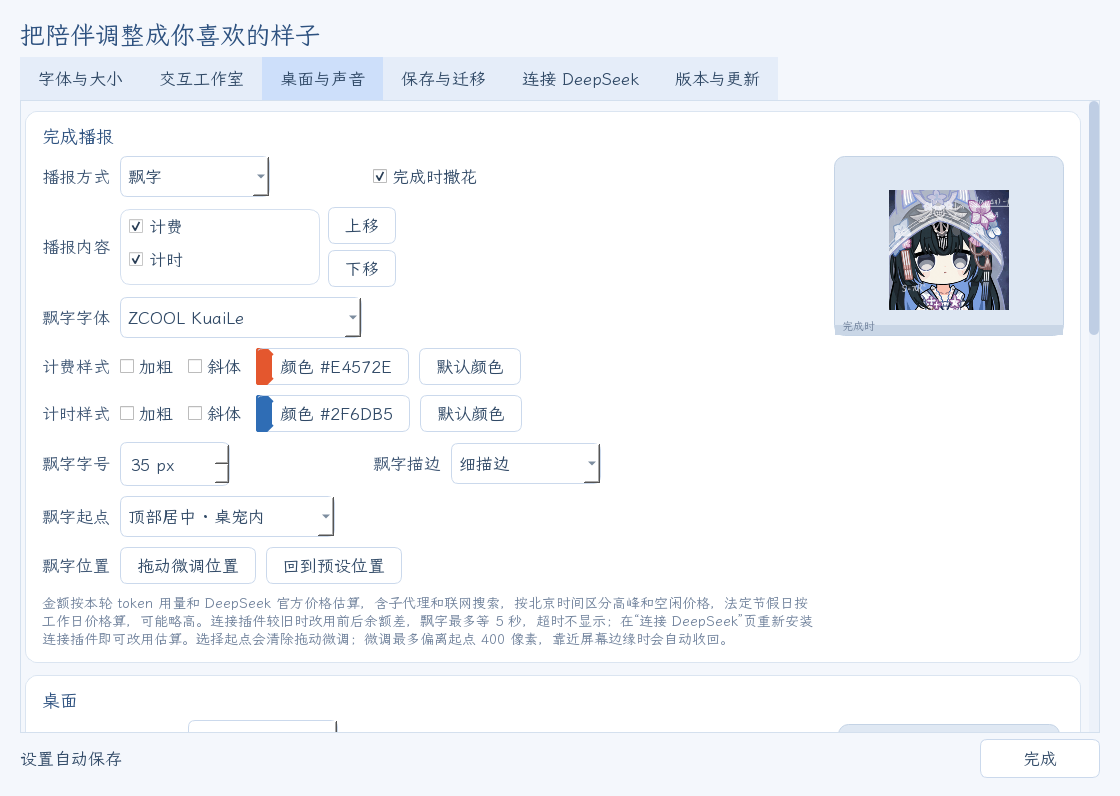 把陪伴调整成你喜欢的样子
字体与大小 交互工作室 桌面与声音 保存与迁移 连接 DeepSeek 版本与更新
完成播报
播报方式 飘字 完成时撒花
播报内容 计费 上移
计时 下移
飘字字体 ZCOOL KuaiLe
计费样式 加粗 斜体 颜色 #E4572E 默认颜色
计时样式 加粗 斜体 颜色 #2F6DB5 默认颜色
飘字字号 35 px 飘字描边 细描边
飘字起点 顶部居中・桌宠内
飘字位置 拖动微调位置 回到预设位置
金额按本轮 token 用量和 DeepSeek 官方价格估算，含子代理和联网搜索，按北京时间区分高峰和空闲价格，法定节假日按
工作日价格算，可能略高。连接插件较旧时改用前后余额差，飘字最多等 5 秒，超时不显示；在“连接 DeepSeek”页重新安装
连接插件即可改用估算。选择起点会清除拖动微调；微调最多偏离起点 400 像素，靠近屏幕边缘时会自动收回。
完成时
桌面
设置自动保存 完成